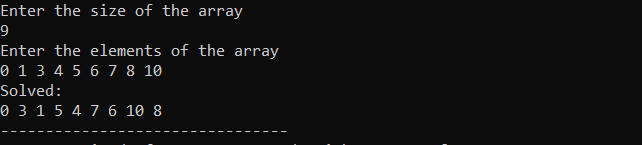 Enter the size of the array
9
Enter the elements of the array
0 1 3 4 5 6 7 8 10
Solved:
0 3 1 5 4 7 6 10 8
--------------------------------